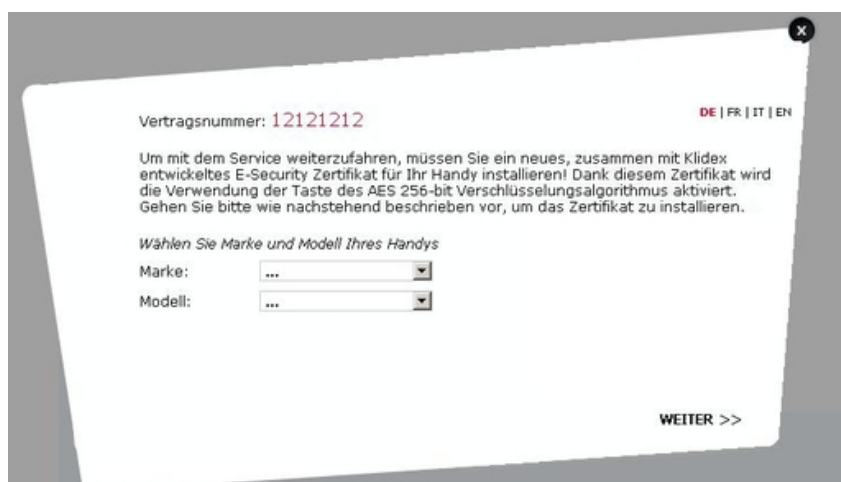 X
Vertragsnummer: 12121212
DE | FR | IT | EN
Um mit dem Service weiterzufahren, müssen Sie ein neues, zusammen mit Klidex
entwickeltes E-Security Zertifikat für Ihr Handy installieren! Dank diesem Zertifikat wird
die Verwendung der Taste des AES 256-bit Verschlüsselungsalgorithmus aktiviert.
Gehen Sie bitte wie nachstehend beschrieben vor, um das Zertifikat zu installieren.
Wählen Sie Marke und Modell Ihres Handys
Marke: ...
Modell: ...
WEITER >>